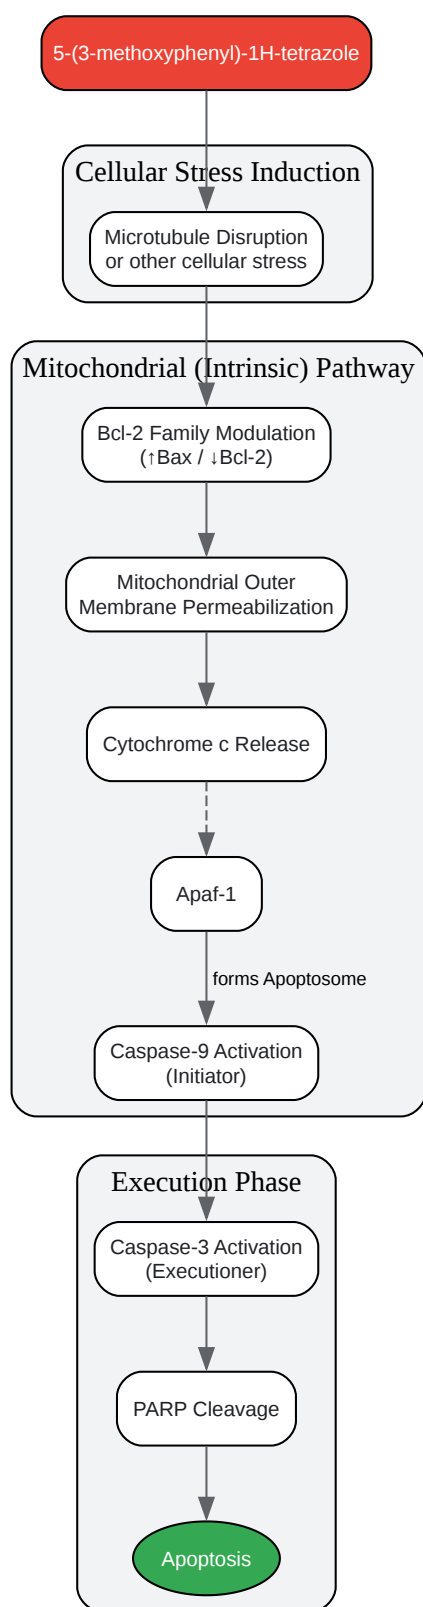 5-(3-methoxyphenyl)-1H-tetrazole
Cellular Stress Induction
Microtubule Disruption
or other cellular stress
Mitochondrial (Intrinsic) Pathway
Bcl-2 Family Modulation
(↑Bax / ↓Bcl-2)
Mitochondrial Outer
Membrane Permeabilization
Cytochrome c Release
Apaf-1
forms Apoptosome
Caspase-9 Activation
(Initiator)
Execution Phase
Caspase-3 Activation
(Executioner)
PARP Cleavage
Apoptosis